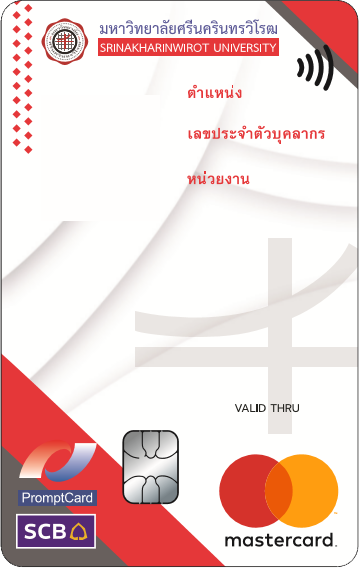 มหาวิทยาลัยศรีนครินทรวิโรฒ
SRINAKHARINWIROT UNIVERSITY
ตำแหน่ง
เลขประจำตัวบุคลากร
หน่วยงาน
VALID THRU
PromptCard
SCB
mastercard.